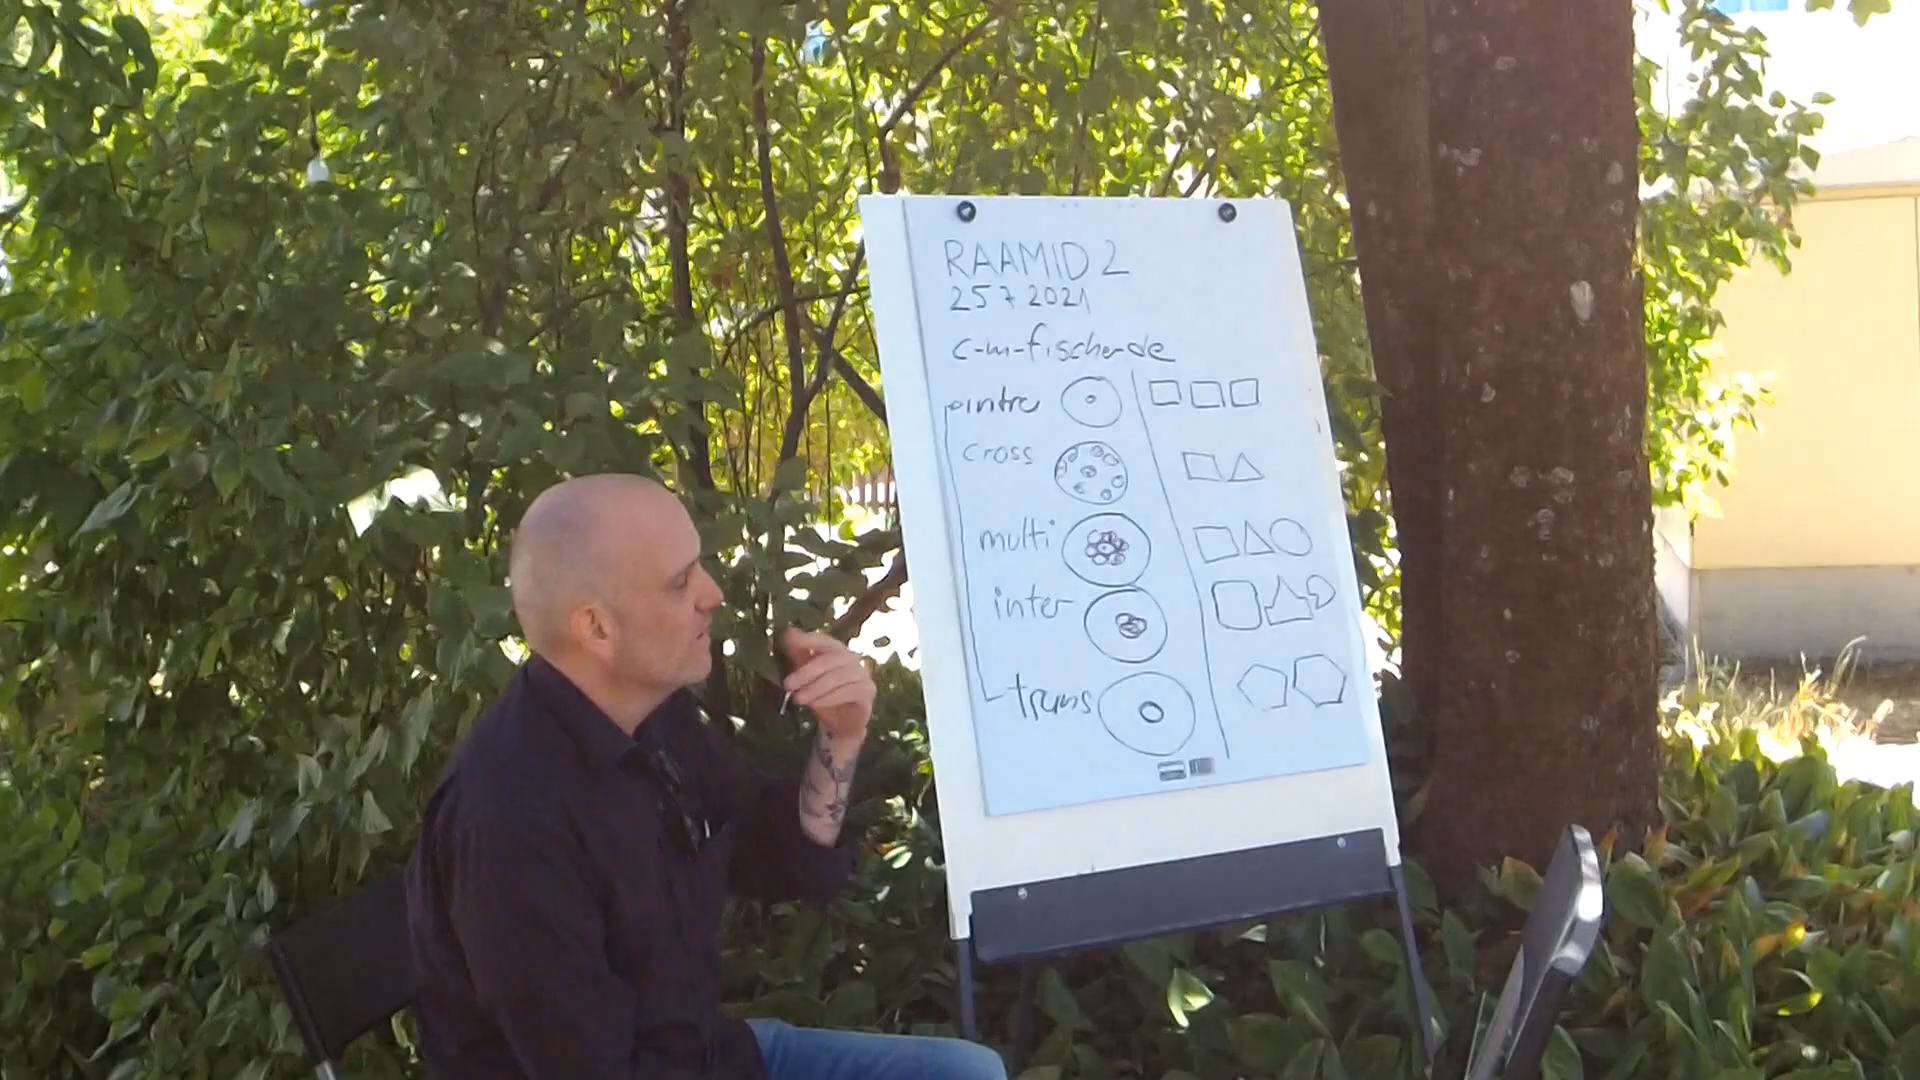 RAAMID 2
25 7 2021
c-m-fischer.de
intra
cross
multi
inter
trans